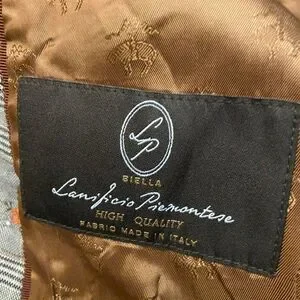 LP
BIELLA
Lanificio Piemontese
HIGH QUALITY
FABRIC MADE IN ITALY